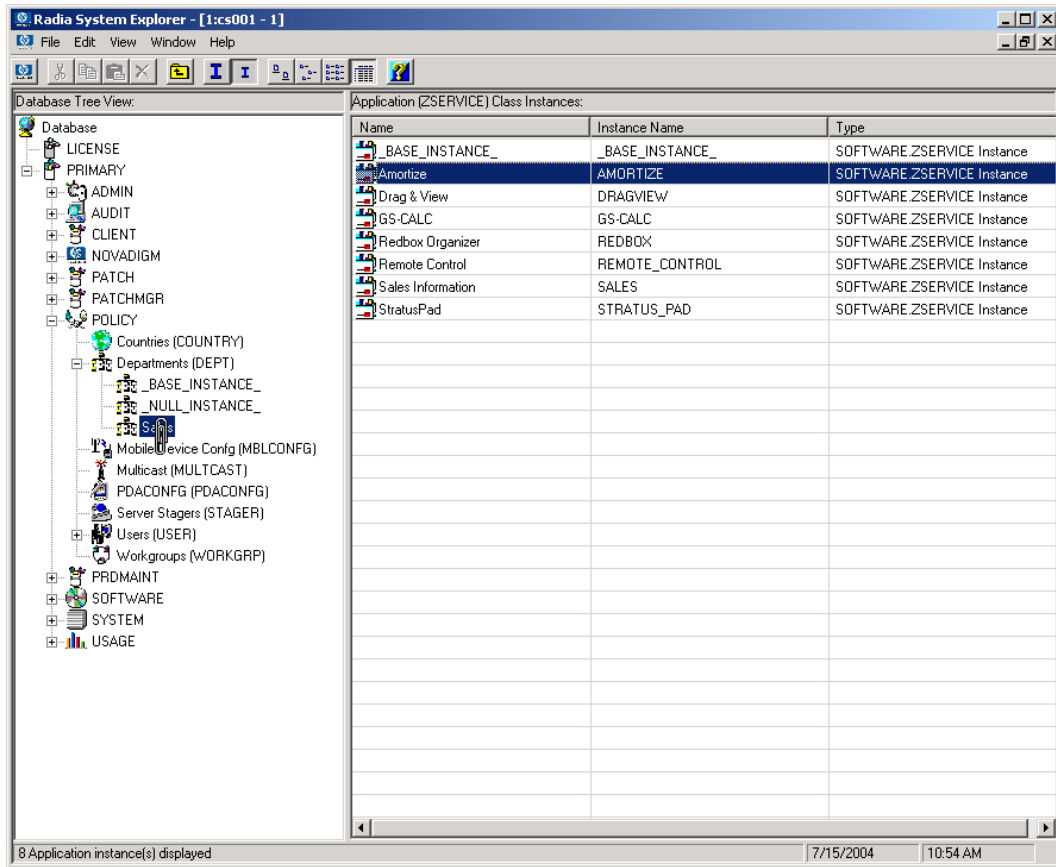 Radia System Explorer - [1:cs001 - 1]
File Edit View Window Help
Database Tree View:
Application (ZSERVICE) Class Instances:
Database
LICENSE
PRIMARY
ADMIN
AUDIT
CLIENT
NOVADIGM
PATCH
PATCHMGR
POLICY
Countries (COUNTRY)
Departments (DEPT)
_BASE_INSTANCE_
_NULL_INSTANCE_
Sales
Mobile Device Confg (MBLCONFG)
Multicast (MULTCAST)
PDACONFG (PDACONFG)
Server Stagers (STAGER)
Users (USER)
Workgroups (WORKGRP)
PRDMAINT
SOFTWARE
SYSTEM
USAGE
Name Instance Name Type
_BASE_INSTANCE_ _BASE_INSTANCE_ SOFTWARE.ZSERVICE Instance
Amortize AMORTIZE SOFTWARE.ZSERVICE Instance
Drag & View DRAGVIEW SOFTWARE.ZSERVICE Instance
GS-CALC GS-CALC SOFTWARE.ZSERVICE Instance
Redbox Organizer REDBOX SOFTWARE.ZSERVICE Instance
Remote Control REMOTE_CONTROL SOFTWARE.ZSERVICE Instance
Sales Information SALES SOFTWARE.ZSERVICE Instance
StratusPad STRATUS_PAD SOFTWARE.ZSERVICE Instance
8 Application instance(s) displayed 7/15/2004 10:54 AM